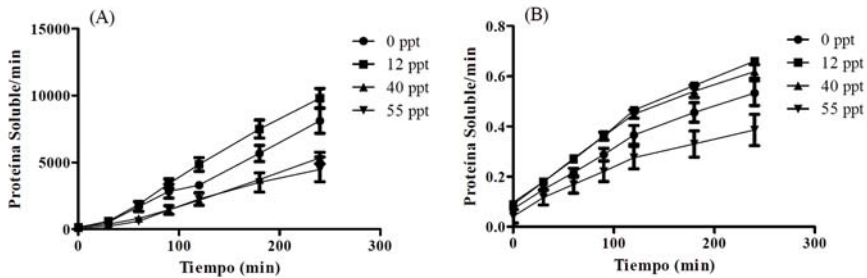 (A)
Proteína Soluble/min
15000
10000
5000
0
0
100
200
300
Tiempo (min)
0 ppt
12 ppt
40 ppt
55 ppt
(B)
Proteína Soluble/min
0.8
0.6
0.4
0.2
0.0
0
100
200
300
Tiempo (min)
0 ppt
12 ppt
40 ppt
55 ppt